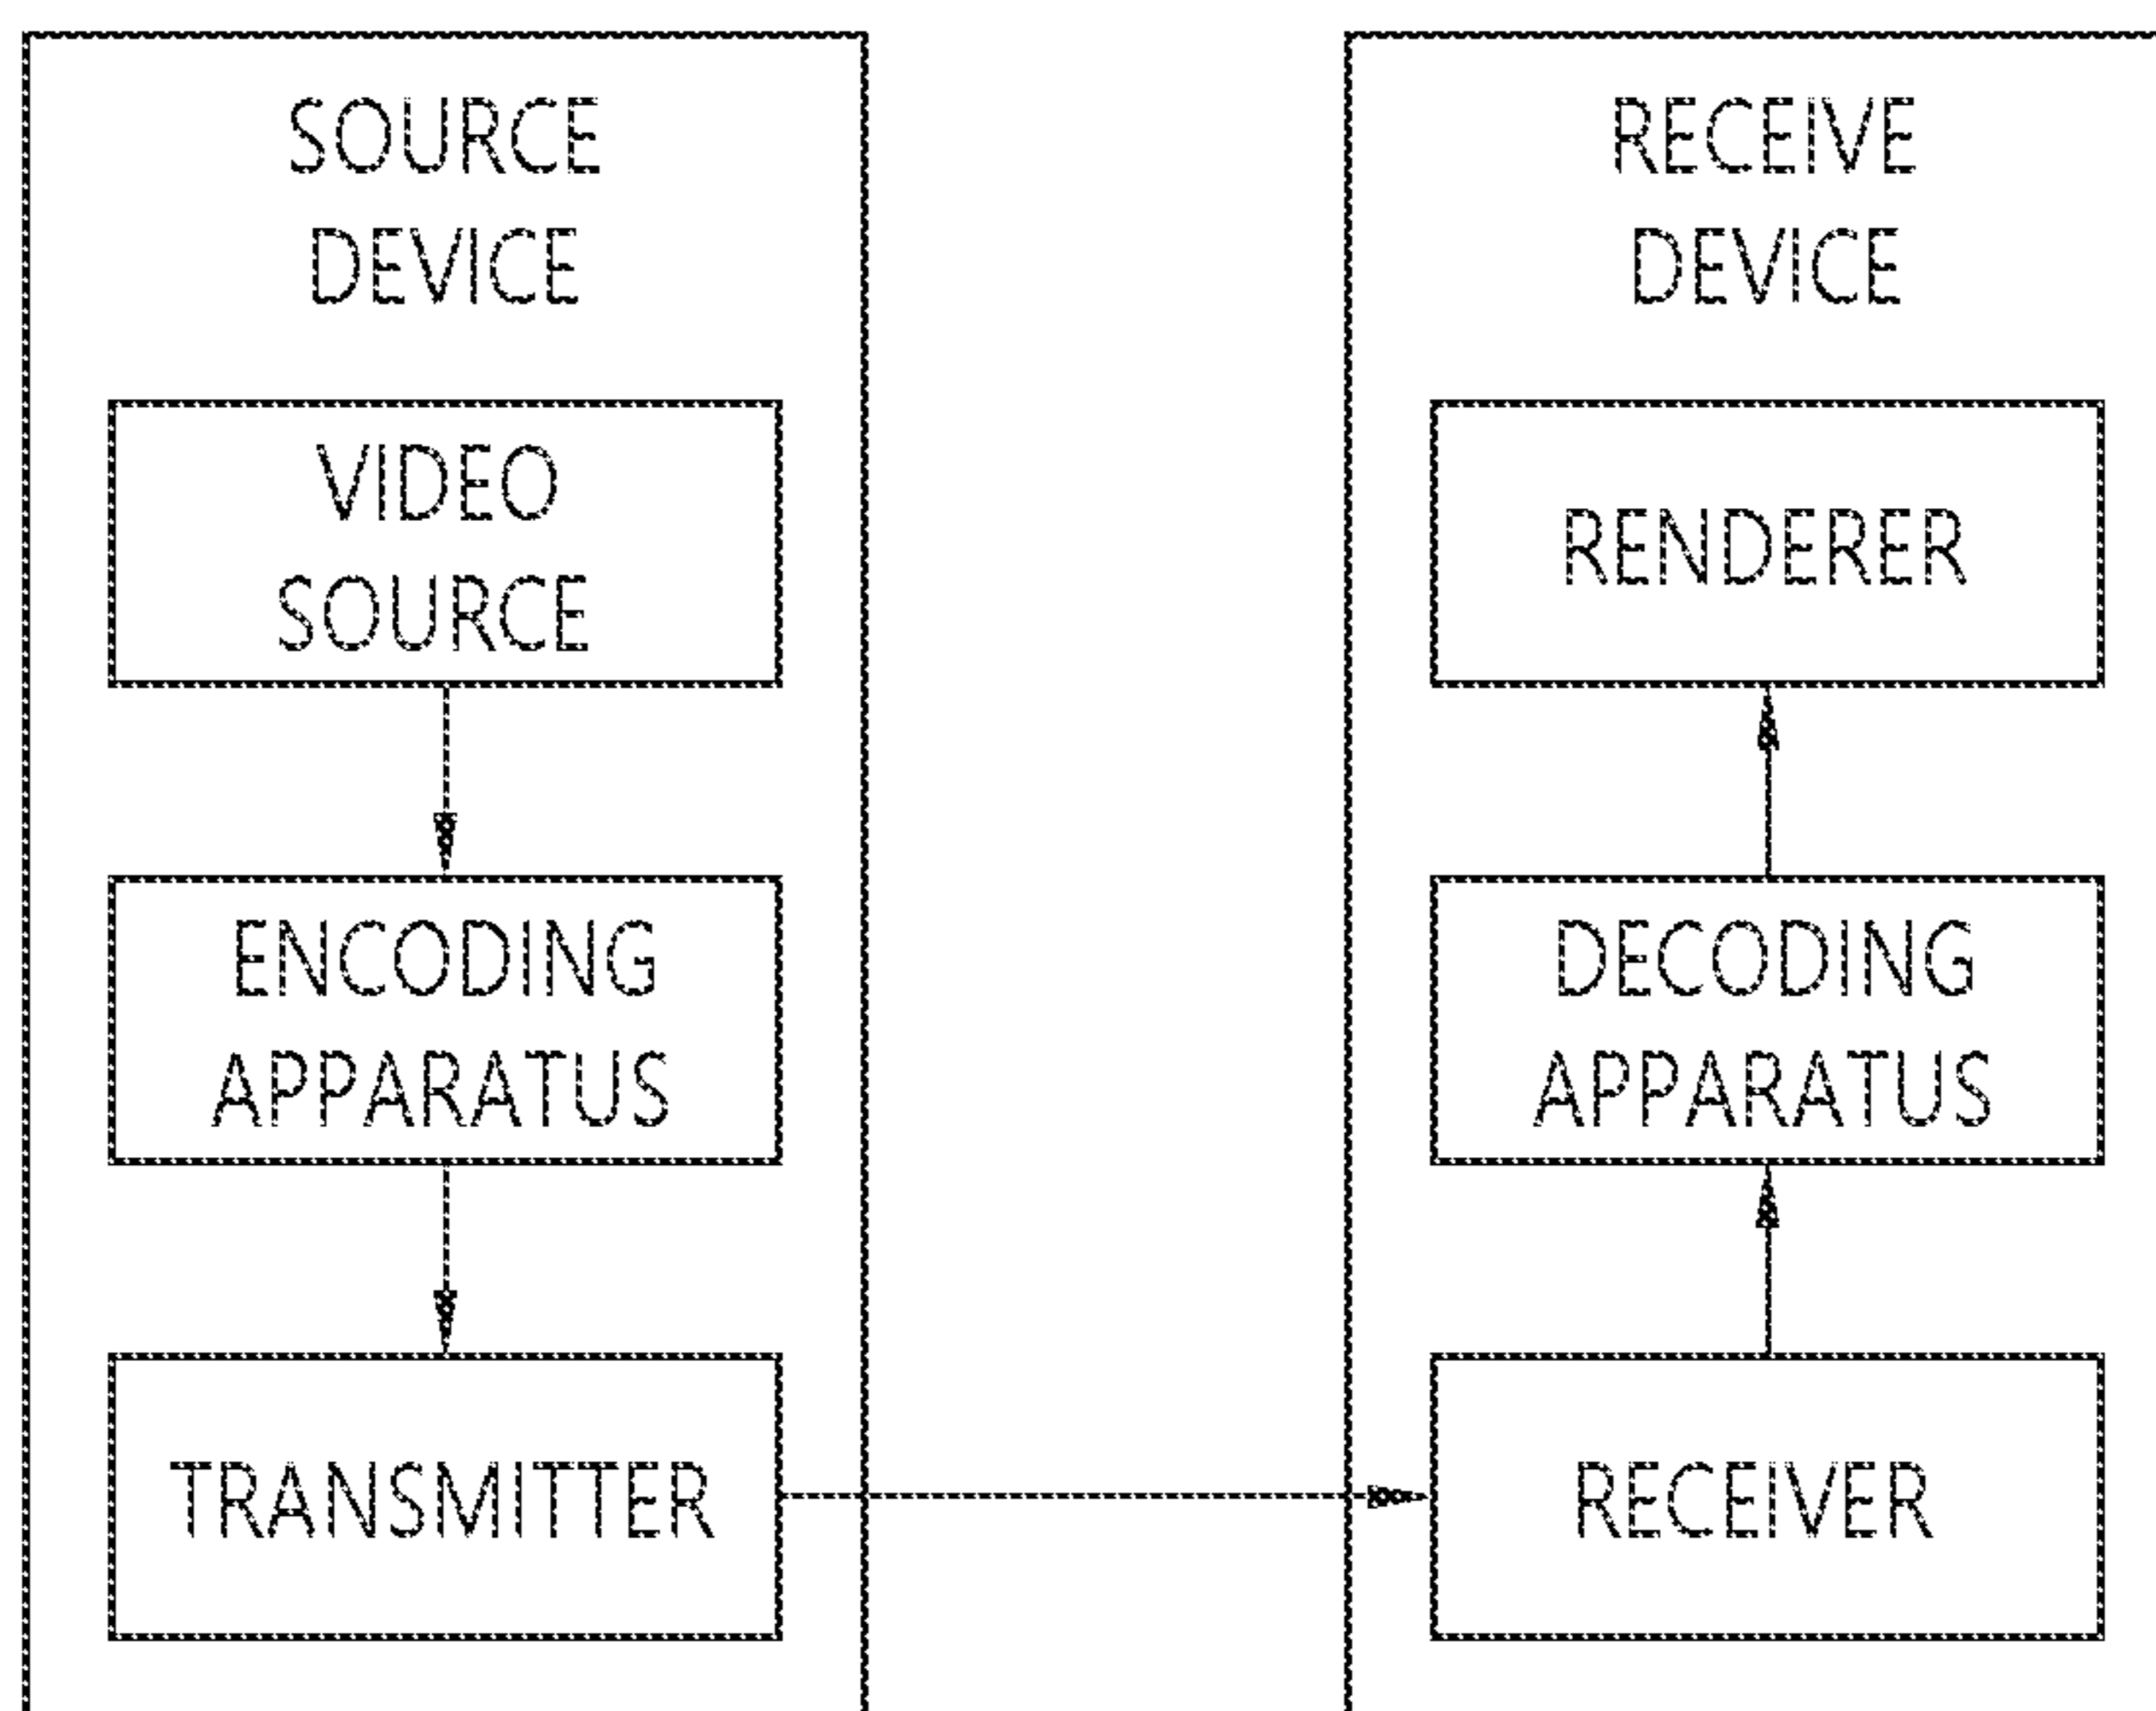 SOURCE
DEVICE
VIDEO
SOURCE
ENCODING
APPARATUS
TRANSMITTER
RECEIVE
DEVICE
RENDERER
DECODING
APPARATUS
RECEIVER